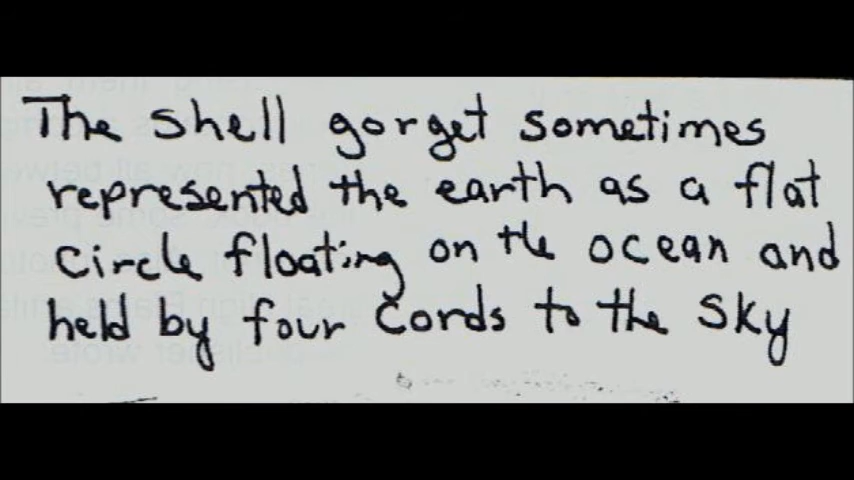 The shell gorget sometimes
represented the earth as a flat
circle floating on the ocean and
held by four cords to the sky